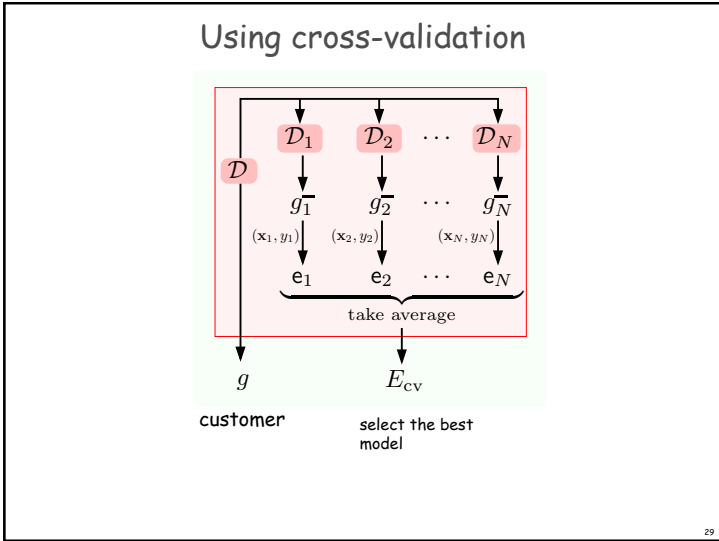 Using cross-validation
𝒟₁ 𝒟₂ ··· 𝒟_N
𝒟
g₁⁻ g₂⁻ ··· g_N⁻
(x₁, y₁) (x₂, y₂) (x_N, y_N)
e₁ e₂ ··· e_N
take average
g E_cv
customer
select the best
model
29